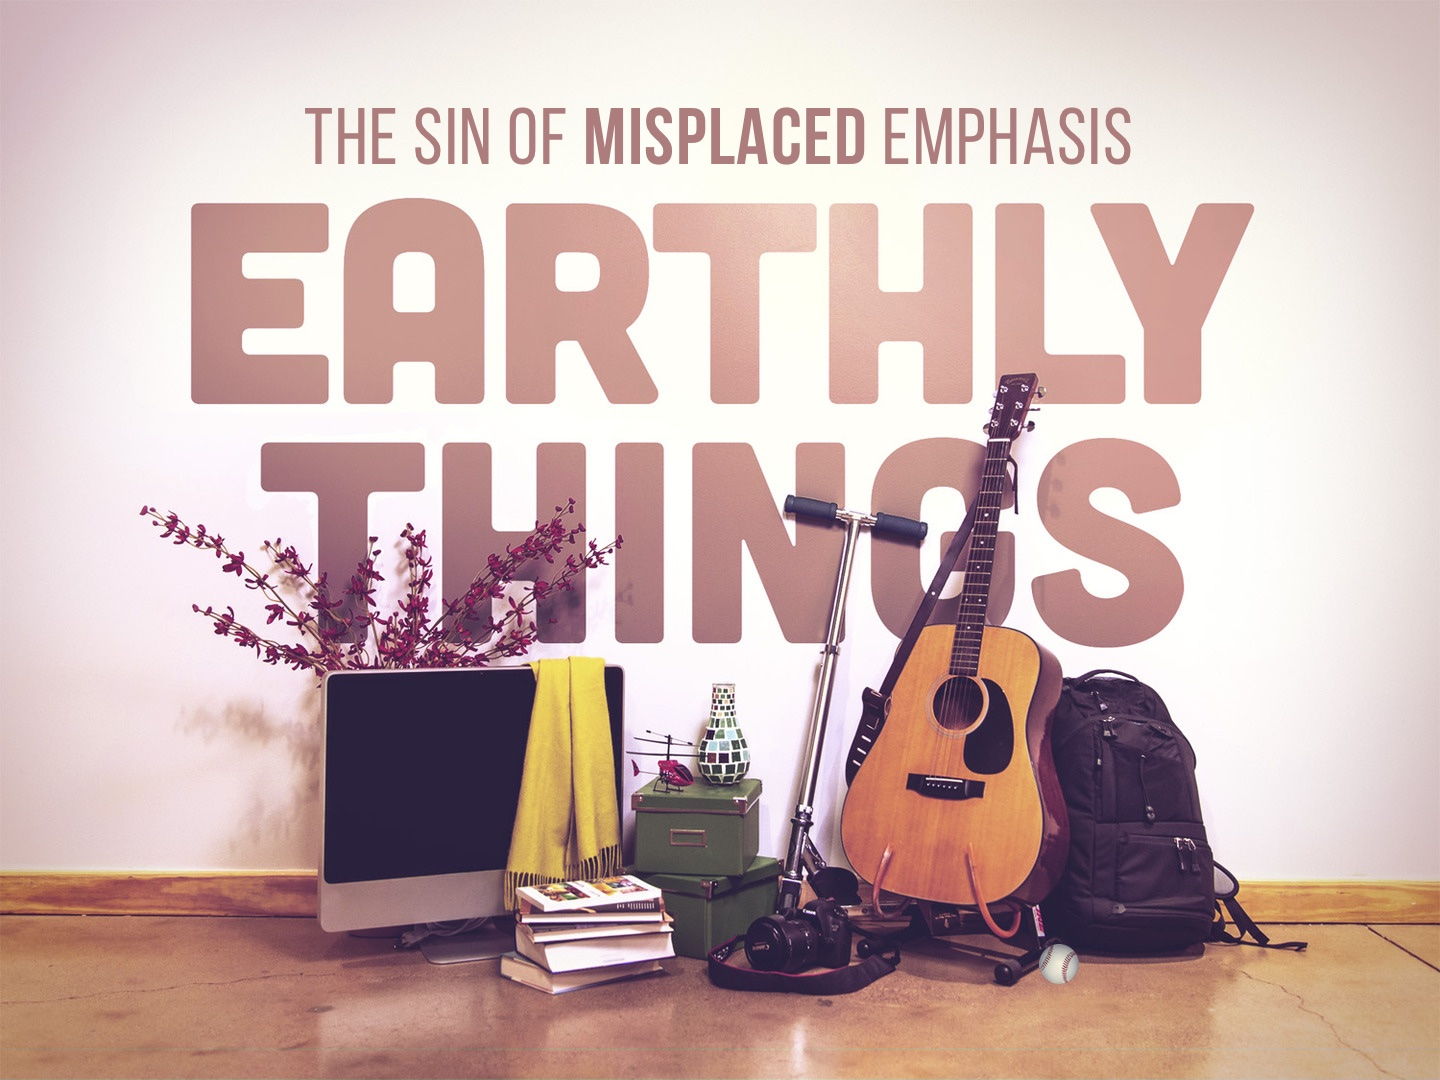 THE SIN OF MISPLACED EMPHASIS
EARTHLY
THINGS